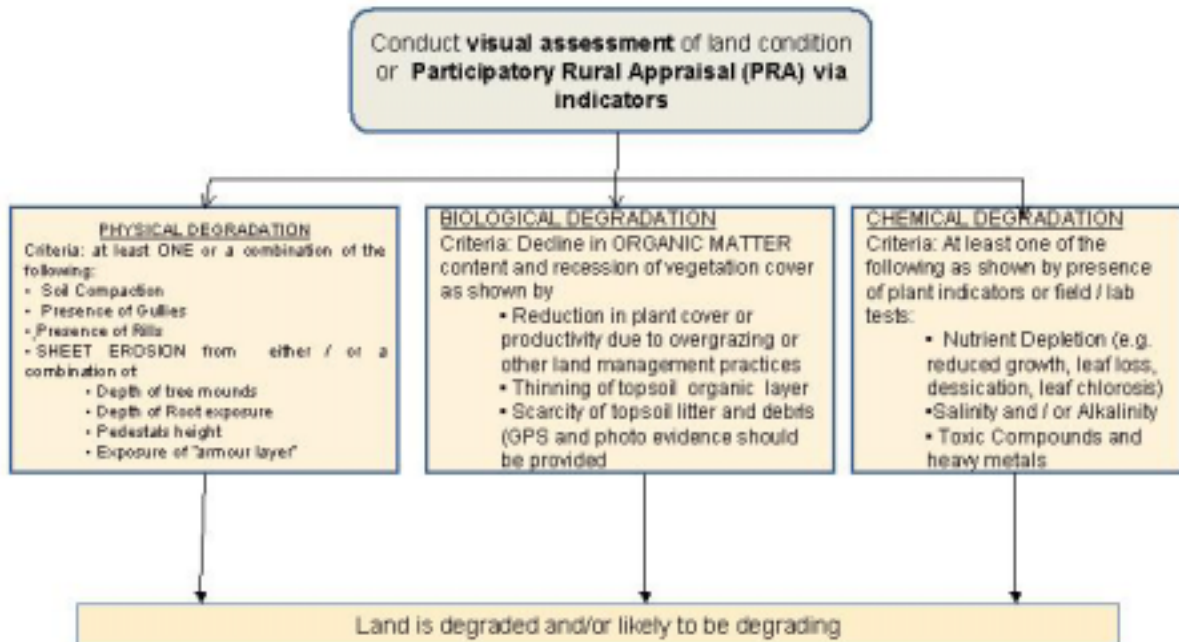 Conduct visual assessment of land condition
or Participatory Rural Appraisal (PRA) via
indicators
PHYSICAL DEGRADATION
Criteria: at least ONE or a combination of the
following:
▪ Soil Compaction
▪ Presence of Gullies
▪ Presence of Rills
▪ SHEET EROSION from either / or a
combination of
▪ Depth of tree mounds
▪ Depth of Root exposure
▪ Pedestals height
▪ Exposure of "armour layer"
BIOLOGICAL DEGRADATION
Criteria: Decline in ORGANIC MATTER
content and recession of vegetation cover
as shown by
▪ Reduction in plant cover or
productivity due to overgrazing or
other land management practices
▪ Thinning of topsoil organic layer
▪ Scarcity of topsoil litter and debris
(GPS and photo evidence should
be provided
CHEMICAL DEGRADATION
Criteria: At least one of the
following as shown by presence
of plant indicators or field / lab
tests:
▪ Nutrient Depletion (e.g.
reduced growth, leaf loss,
dessication, leaf chlorosis)
▪Salinity and / or Alkalinity
▪ Toxic Compounds and
heavy metals
Land is degraded and/or likely to be degrading